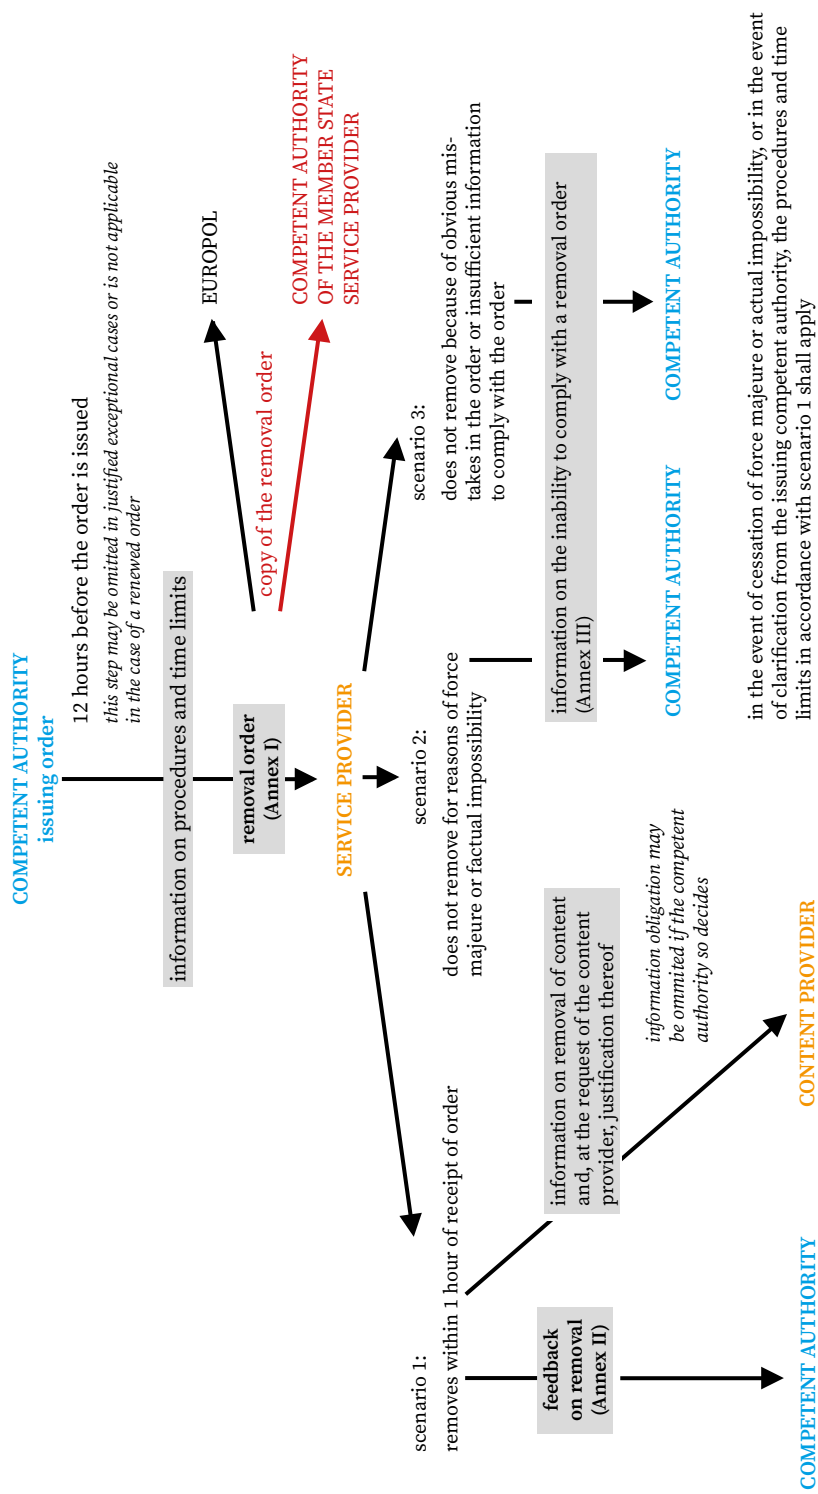 COMPETENT AUTHORITY
issuing order
12 hours before the order is issued
this step may be omitted in justified exceptional cases or is not applicable
in the case of a renewed order
information on procedures and time limits
EUROPOL
removal order
(Annex I)
copy of the removal order
COMPETENT AUTHORITY
OF THE MEMBER STATE
SERVICE PROVIDER
SERVICE PROVIDER
scenario 1:
removes within 1 hour of receipt of order
scenario 2:
does not remove for reasons of force
majeure or factual impossibility
scenario 3:
does not remove because of obvious mis-
takes in the order or insufficient information
to comply with the order
feedback
on removal
(Annex II)
information on removal of content
and, at the request of the content
provider, justification thereof
information on the inability to comply with a removal order
(Annex III)
information obligation may
be ommited if the competent
authority so decides
COMPETENT AUTHORITY
COMPETENT AUTHORITY
COMPETENT AUTHORITY
CONTENT PROVIDER
in the event of cessation of force majeure or actual impossibility, or in the event
of clarification from the issuing competent authority, the procedures and time
limits in accordance with scenario 1 shall apply